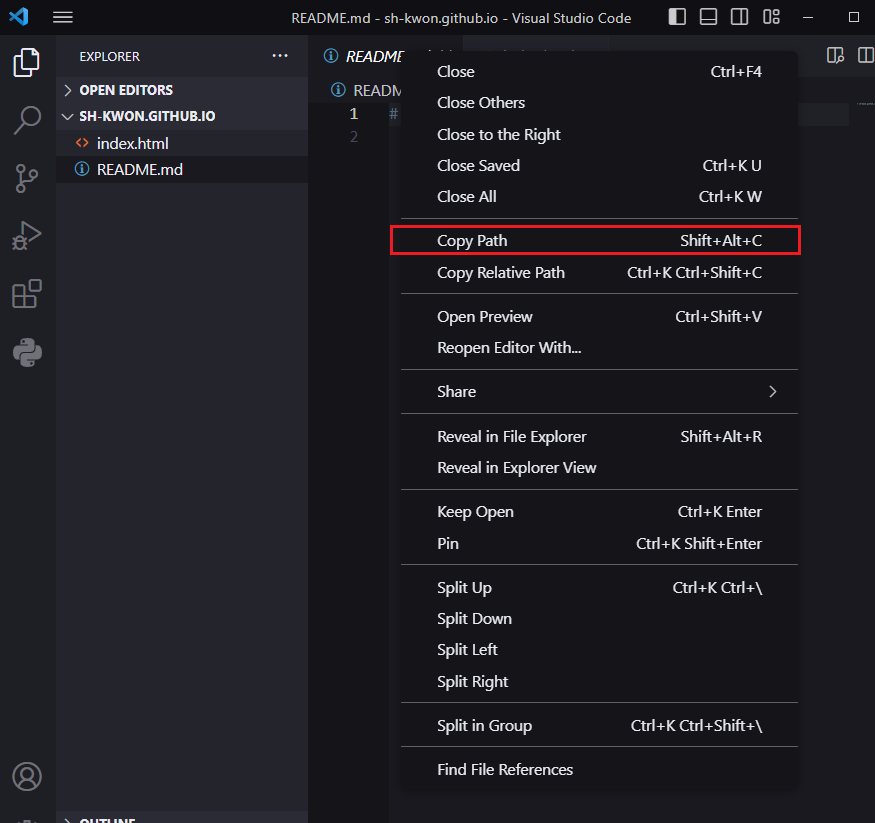 README.md - sh-kwon.github.io - Visual Studio Code
EXPLORER
OPEN EDITORS
SH-KWON.GITHUB.IO
index.html
README.md
OUTLINE
README
READM
1 #
2
Close Ctrl+F4
Close Others
Close to the Right
Close Saved Ctrl+K U
Close All Ctrl+K W
Copy Path Shift+Alt+C
Copy Relative Path Ctrl+K Ctrl+Shift+C
Open Preview Ctrl+Shift+V
Reopen Editor With...
Share
Reveal in File Explorer Shift+Alt+R
Reveal in Explorer View
Keep Open Ctrl+K Enter
Pin Ctrl+K Shift+Enter
Split Up Ctrl+K Ctrl+\
Split Down
Split Left
Split Right
Split in Group Ctrl+K Ctrl+Shift+\
Find File References